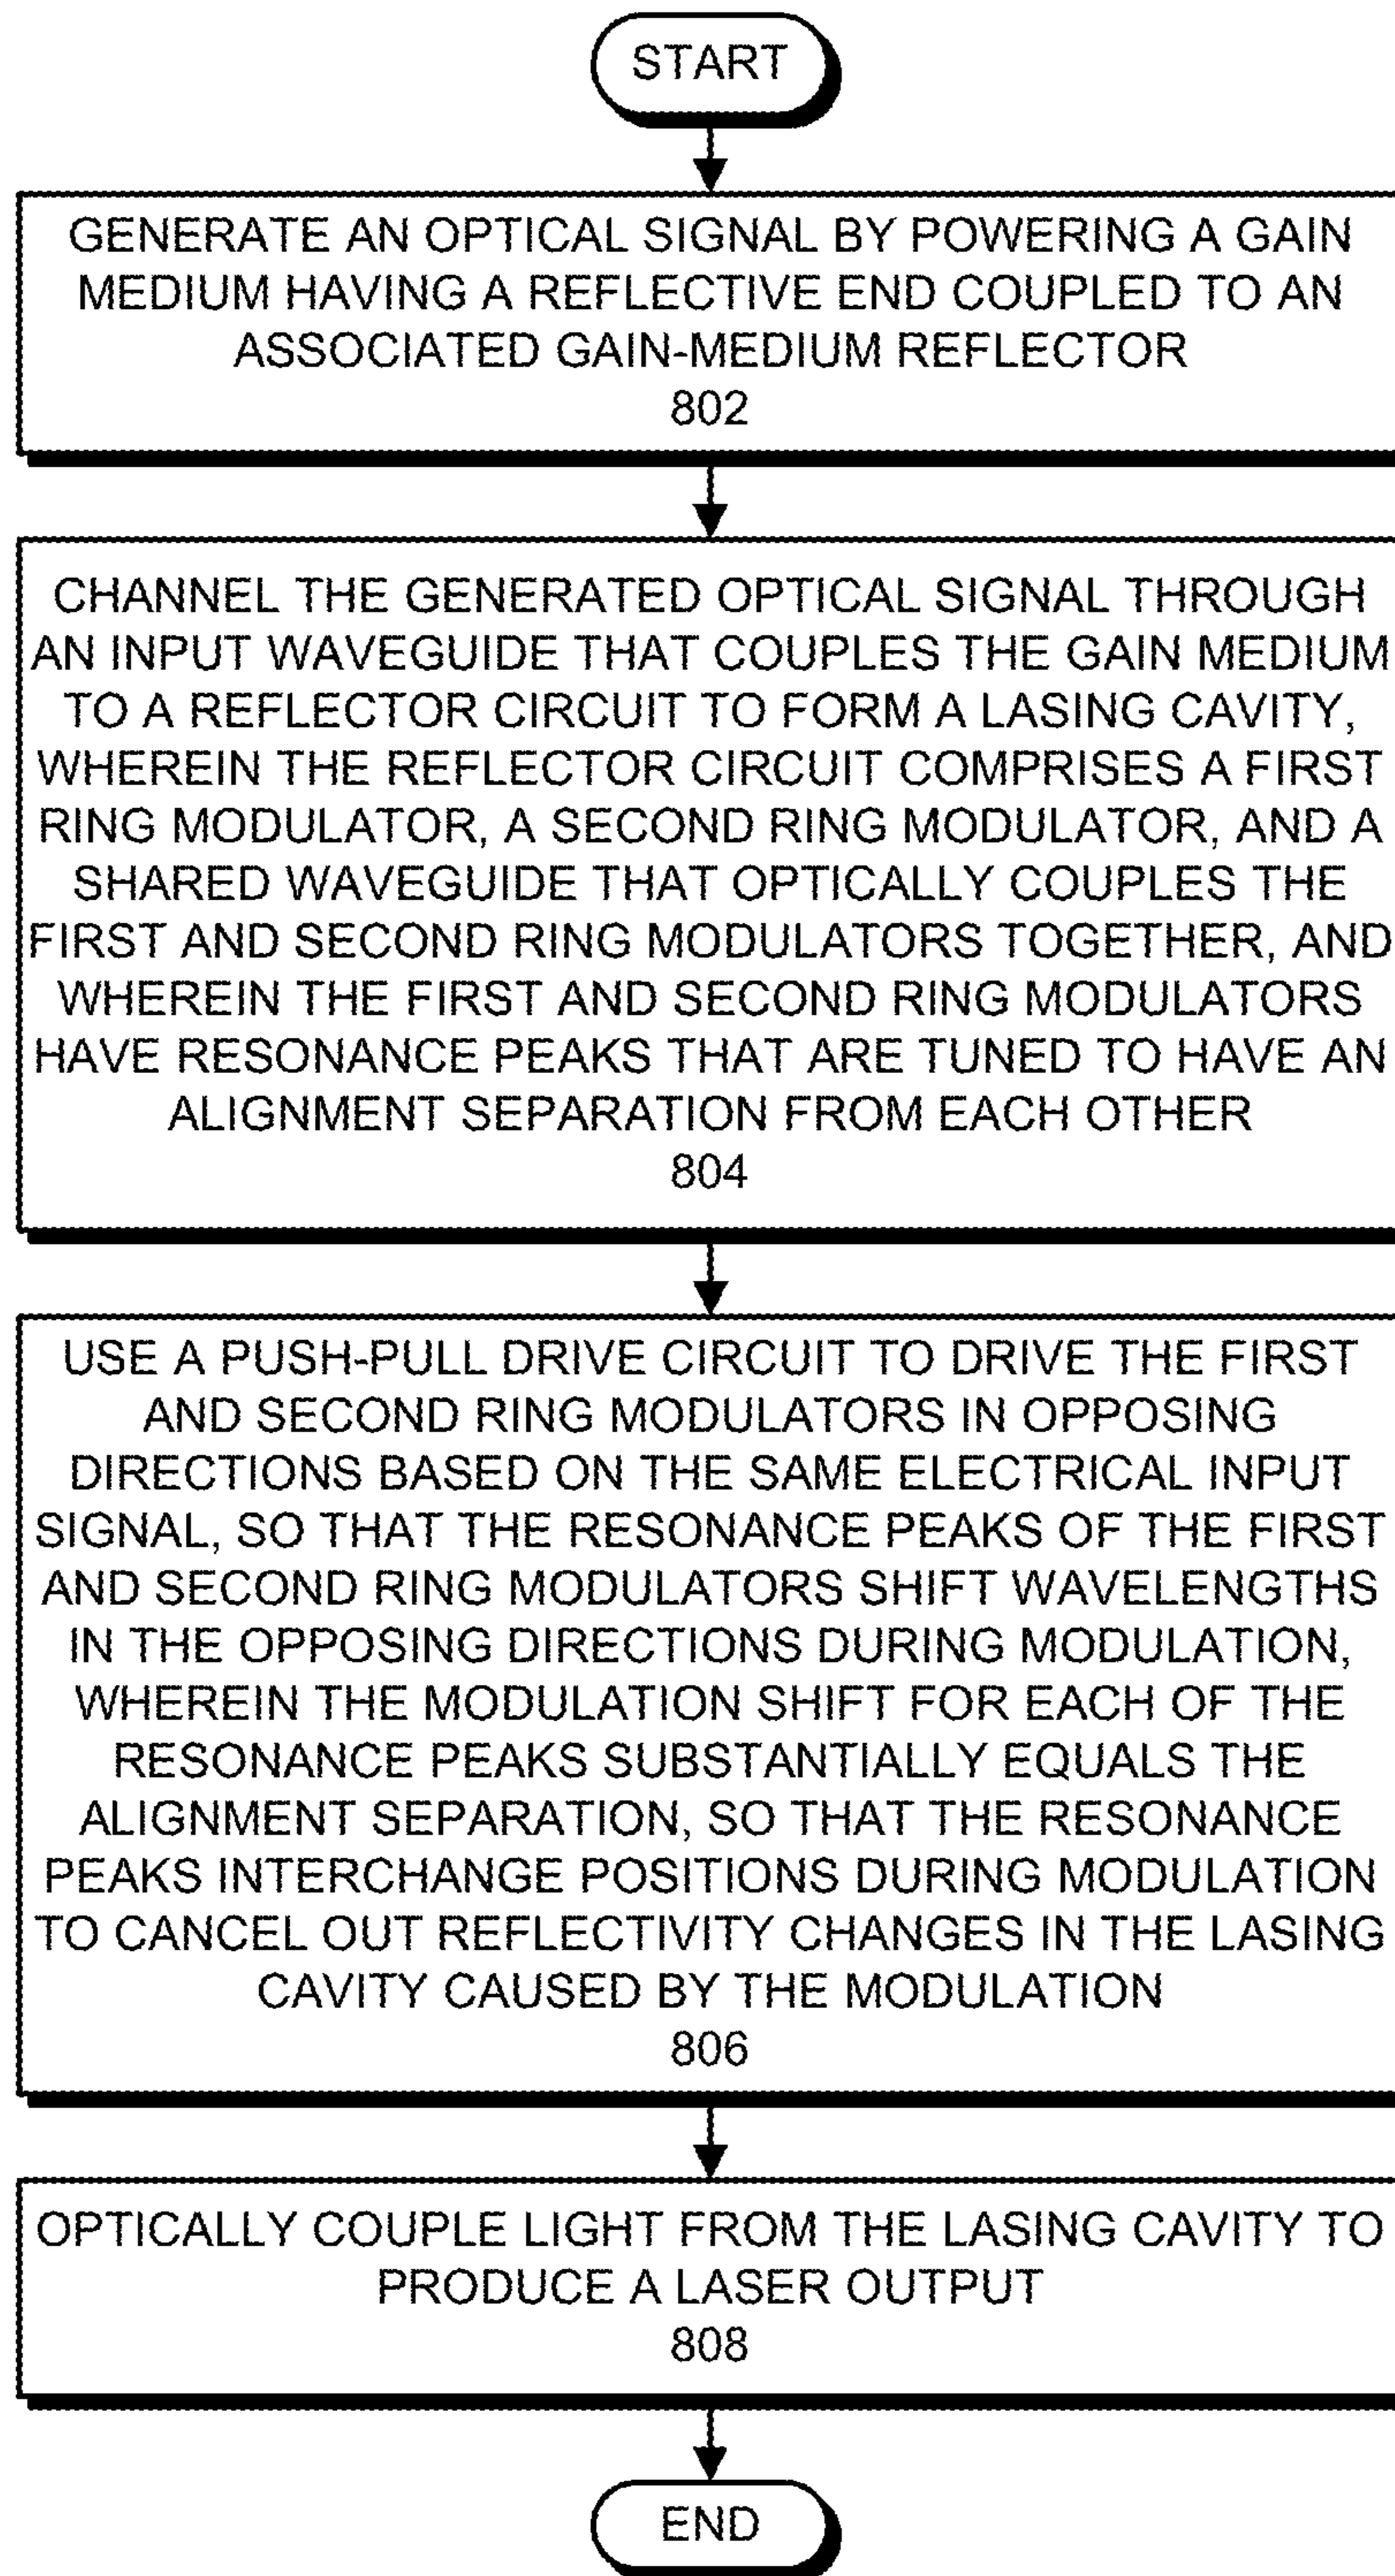 START
GENERATE AN OPTICAL SIGNAL BY POWERING A GAIN
MEDIUM HAVING A REFLECTIVE END COUPLED TO AN
ASSOCIATED GAIN-MEDIUM REFLECTOR
802
CHANNEL THE GENERATED OPTICAL SIGNAL THROUGH
AN INPUT WAVEGUIDE THAT COUPLES THE GAIN MEDIUM
TO A REFLECTOR CIRCUIT TO FORM A LASING CAVITY,
WHEREIN THE REFLECTOR CIRCUIT COMPRISES A FIRST
RING MODULATOR, A SECOND RING MODULATOR, AND A
SHARED WAVEGUIDE THAT OPTICALLY COUPLES THE
FIRST AND SECOND RING MODULATORS TOGETHER, AND
WHEREIN THE FIRST AND SECOND RING MODULATORS
HAVE RESONANCE PEAKS THAT ARE TUNED TO HAVE AN
ALIGNMENT SEPARATION FROM EACH OTHER
804
USE A PUSH-PULL DRIVE CIRCUIT TO DRIVE THE FIRST
AND SECOND RING MODULATORS IN OPPOSING
DIRECTIONS BASED ON THE SAME ELECTRICAL INPUT
SIGNAL, SO THAT THE RESONANCE PEAKS OF THE FIRST
AND SECOND RING MODULATORS SHIFT WAVELENGTHS
IN THE OPPOSING DIRECTIONS DURING MODULATION,
WHEREIN THE MODULATION SHIFT FOR EACH OF THE
RESONANCE PEAKS SUBSTANTIALLY EQUALS THE
ALIGNMENT SEPARATION, SO THAT THE RESONANCE
PEAKS INTERCHANGE POSITIONS DURING MODULATION
TO CANCEL OUT REFLECTIVITY CHANGES IN THE LASING
CAVITY CAUSED BY THE MODULATION
806
OPTICALLY COUPLE LIGHT FROM THE LASING CAVITY TO
PRODUCE A LASER OUTPUT
808
END